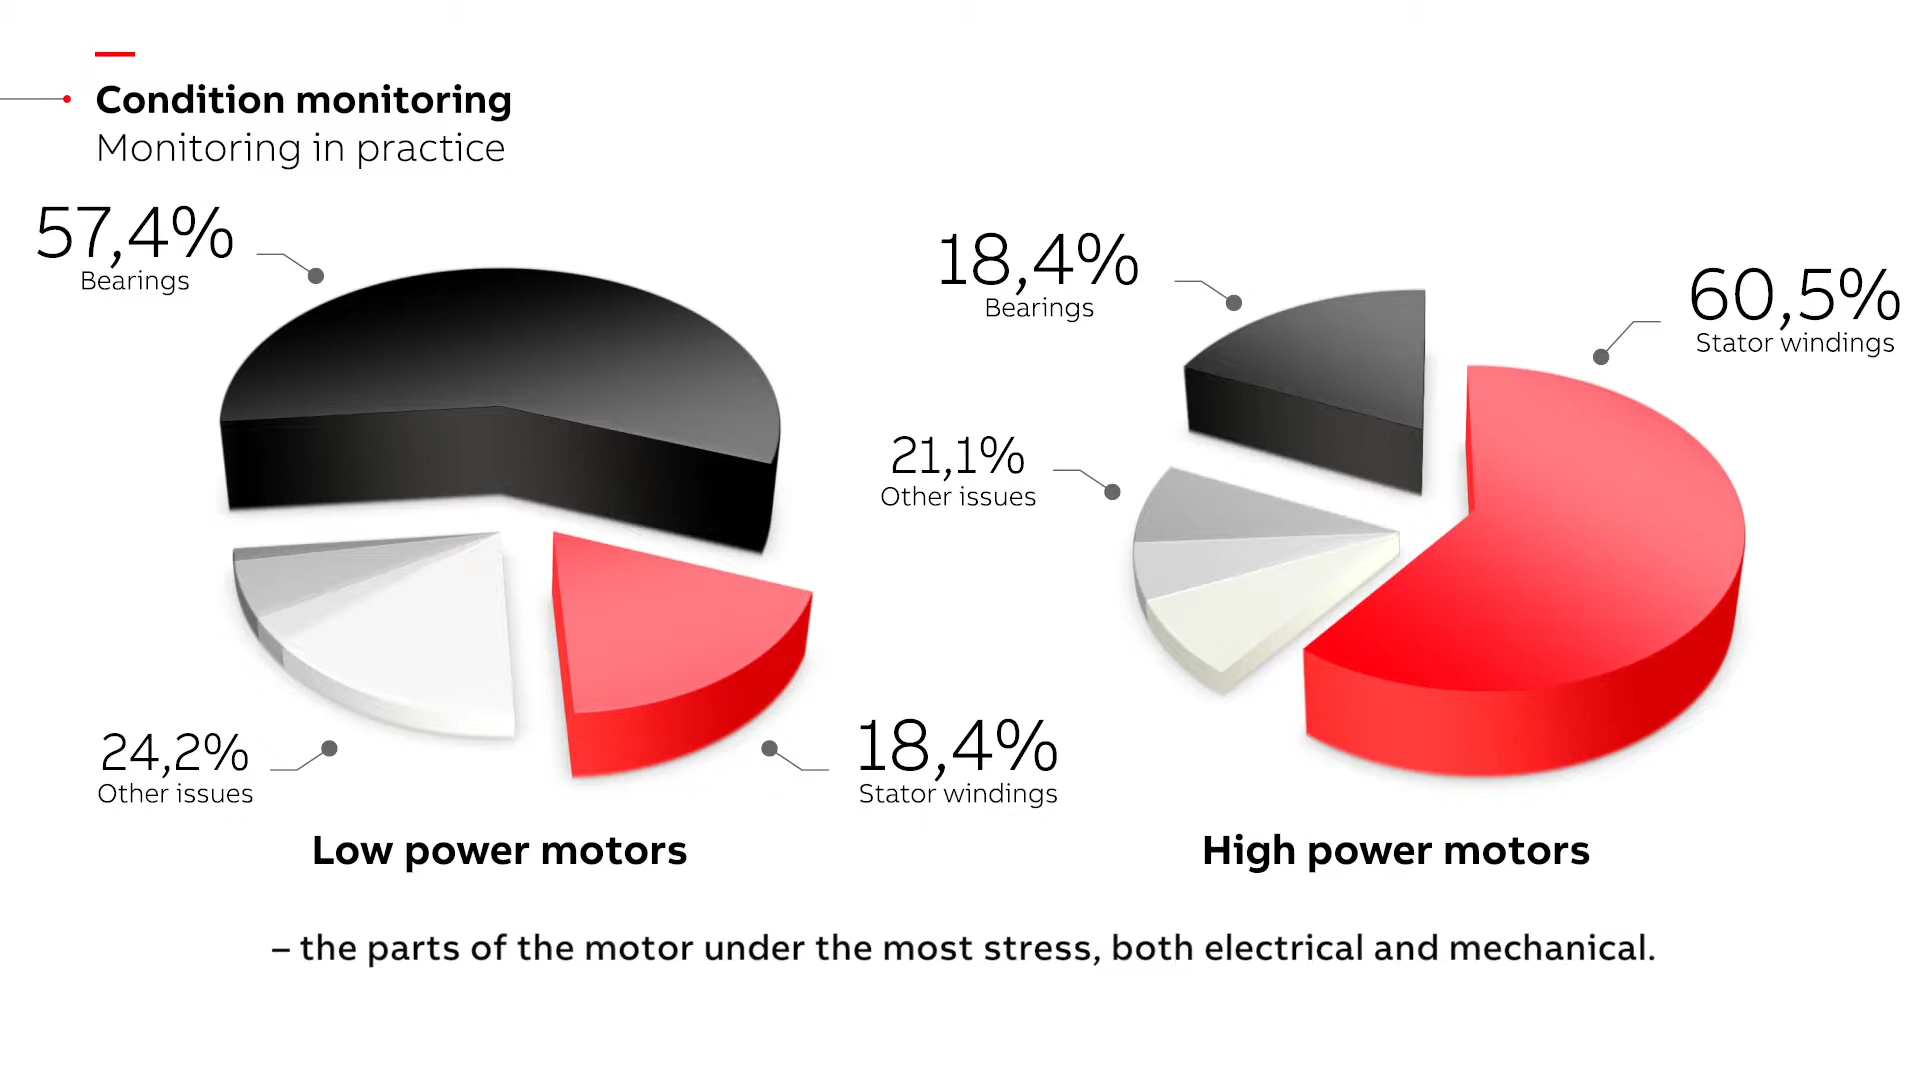 Condition monitoring
Monitoring in practice
57,4%
Bearings
24,2%
Other issues
18,4%
Stator windings
Low power motors
18,4%
Bearings
21,1%
Other issues
60,5%
Stator windings
High power motors
– the parts of the motor under the most stress, both electrical and mechanical.